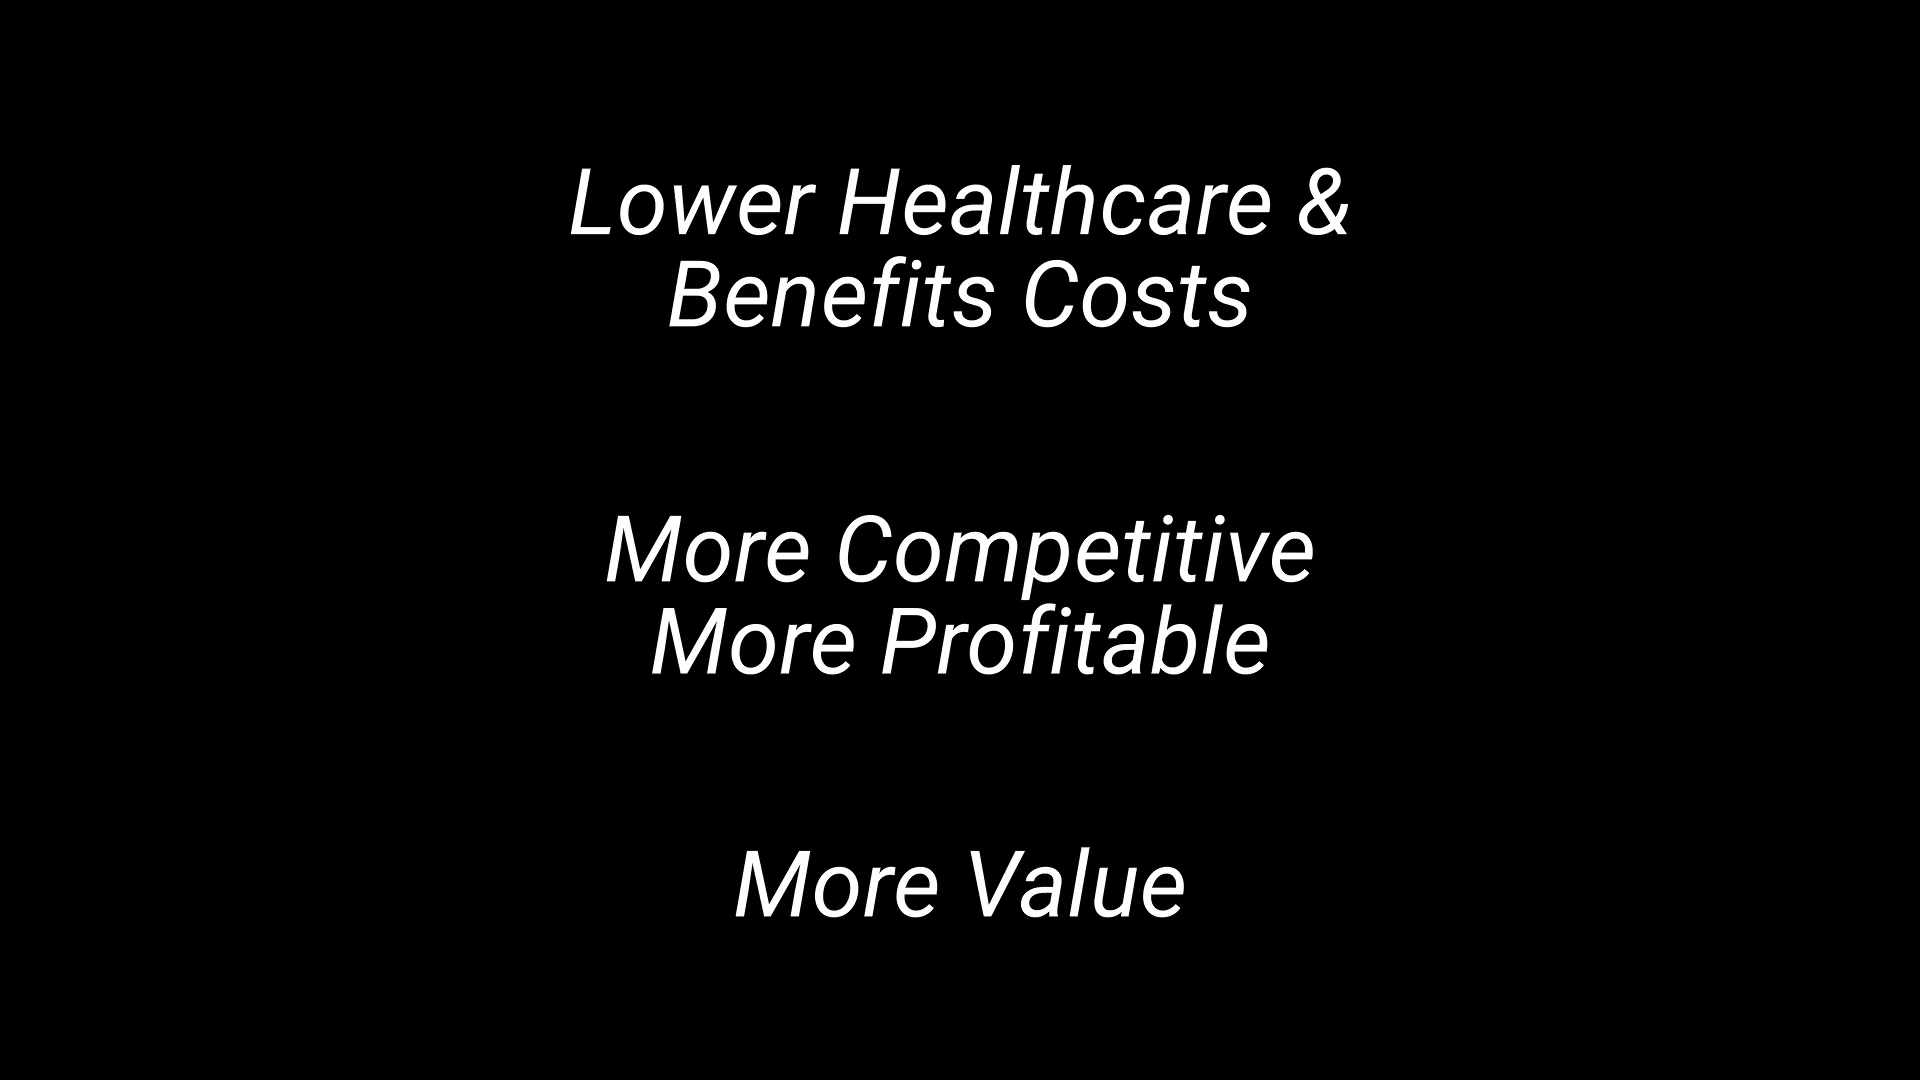 Lower Healthcare &
Benefits Costs
More Competitive
More Profitable
More Value